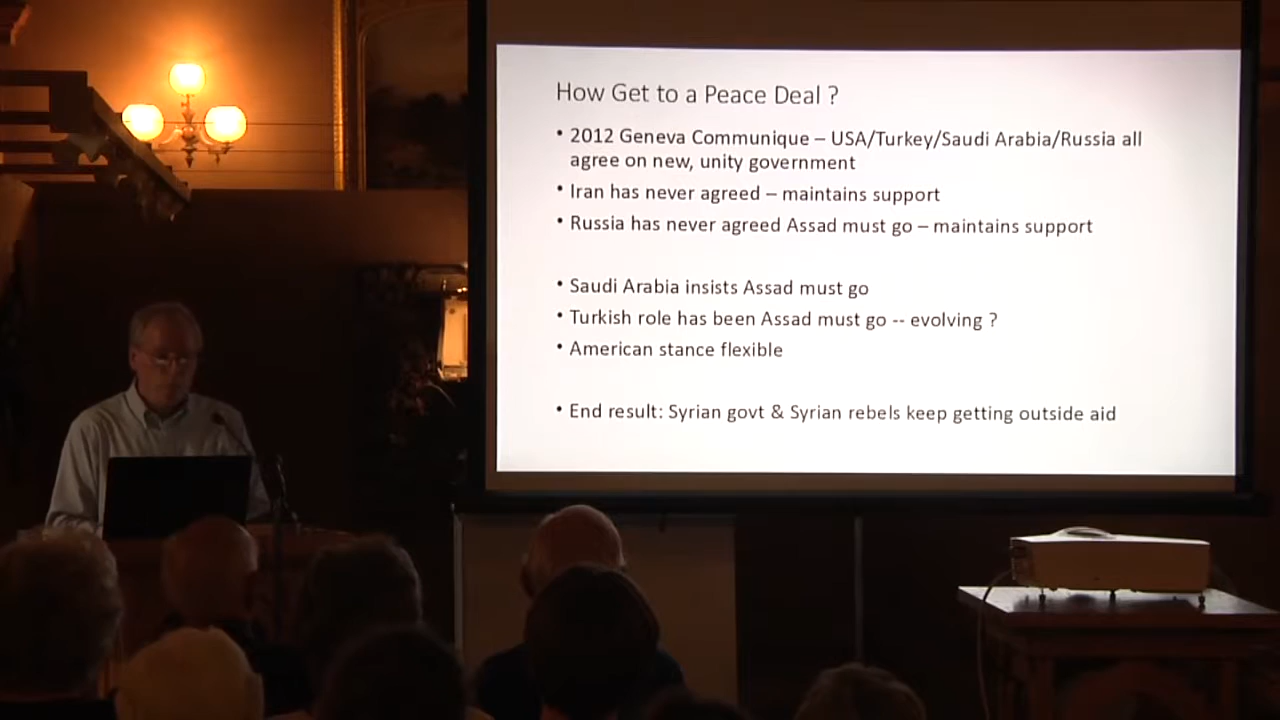 How Get to a Peace Deal ?
• 2012 Geneva Communique – USA/Turkey/Saudi Arabia/Russia all
agree on new, unity government
• Iran has never agreed – maintains support
• Russia has never agreed Assad must go – maintains support
• Saudi Arabia insists Assad must go
• Turkish role has been Assad must go -- evolving ?
• American stance flexible
• End result: Syrian govt & Syrian rebels keep getting outside aid